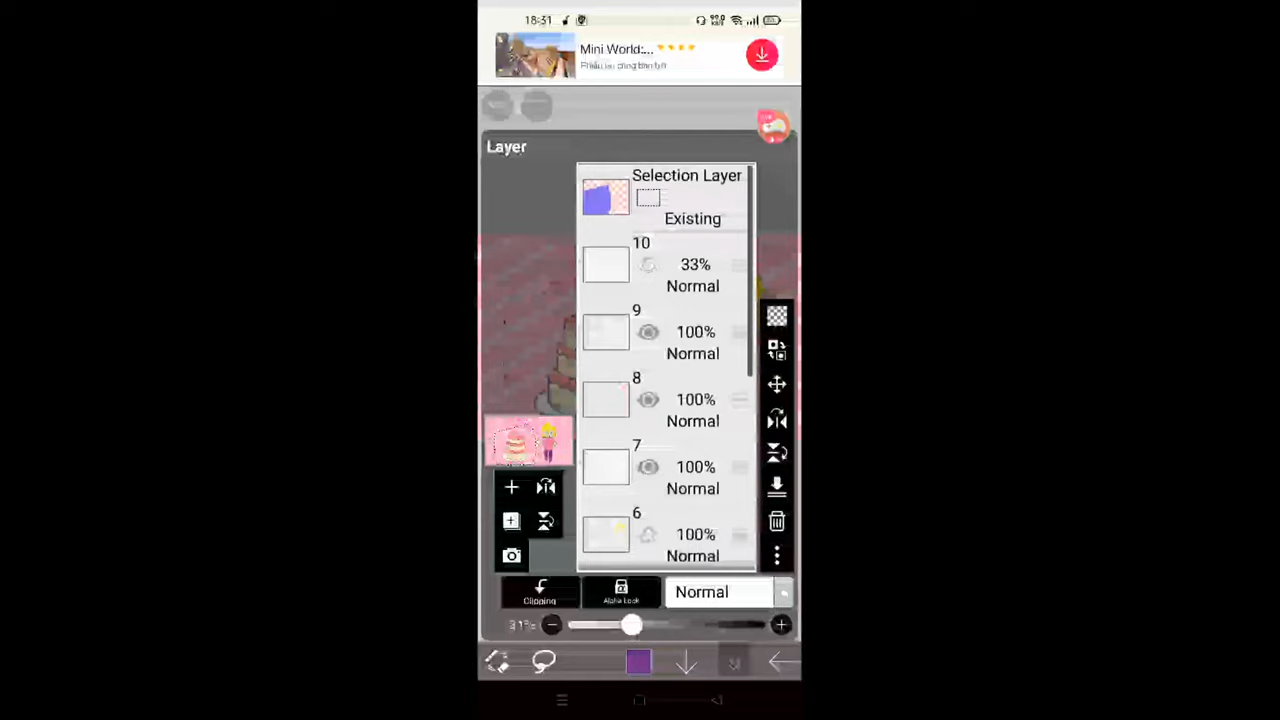 18:31
Mini World:...
Layer
Selection Layer
Existing
10
33%
Normal
9
100%
Normal
8
100%
Normal
7
100%
Normal
6
100%
Normal
Clipping
Alpha Lock
Normal